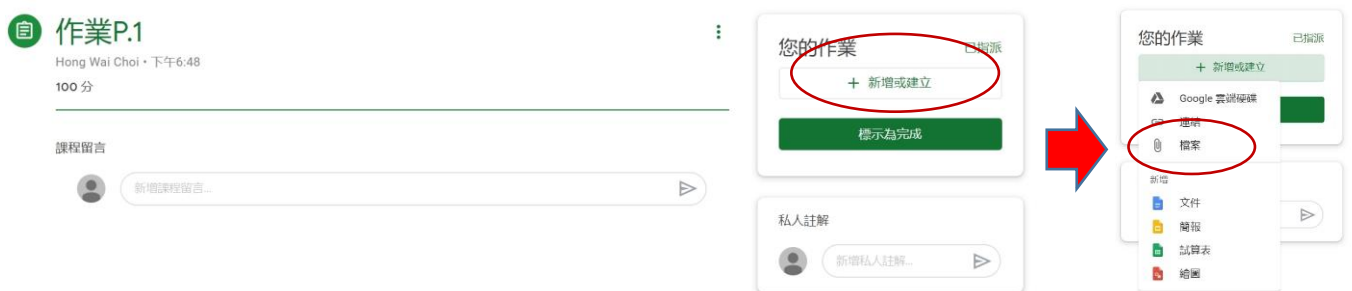 作業P.1
Hong Wai Choi • 下午6:48
100 分
課程留言
新增課程留言...
您的作業
已指派
+ 新增或建立
標示為完成
私人註解
新增私人註解...
您的作業
已指派
+ 新增或建立
Google 雲端硬碟
連結
檔案
新增
文件
簡報
試算表
繪圖